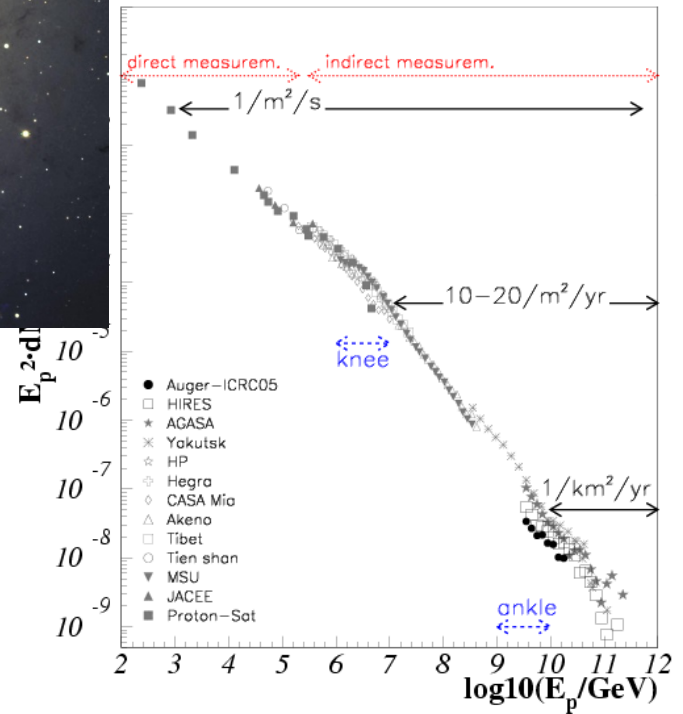 direct measurem. indirect measurem.
1/m²/s
10−20/m²/yr
knee
10⁻⁵
Auger−ICRC05
HIRES
10⁻⁶
AGASA
Yakutsk
HP
10⁻⁷
Hegra
1/km²/yr
CASA Mia
Akeno
Tibet
10⁻⁸
Tien shan
MSU
JACEE
10⁻⁹
ankle
Proton−Sat
2 3 4 5 6 7 8 9 10 11 12
log10(Eₚ/GeV)